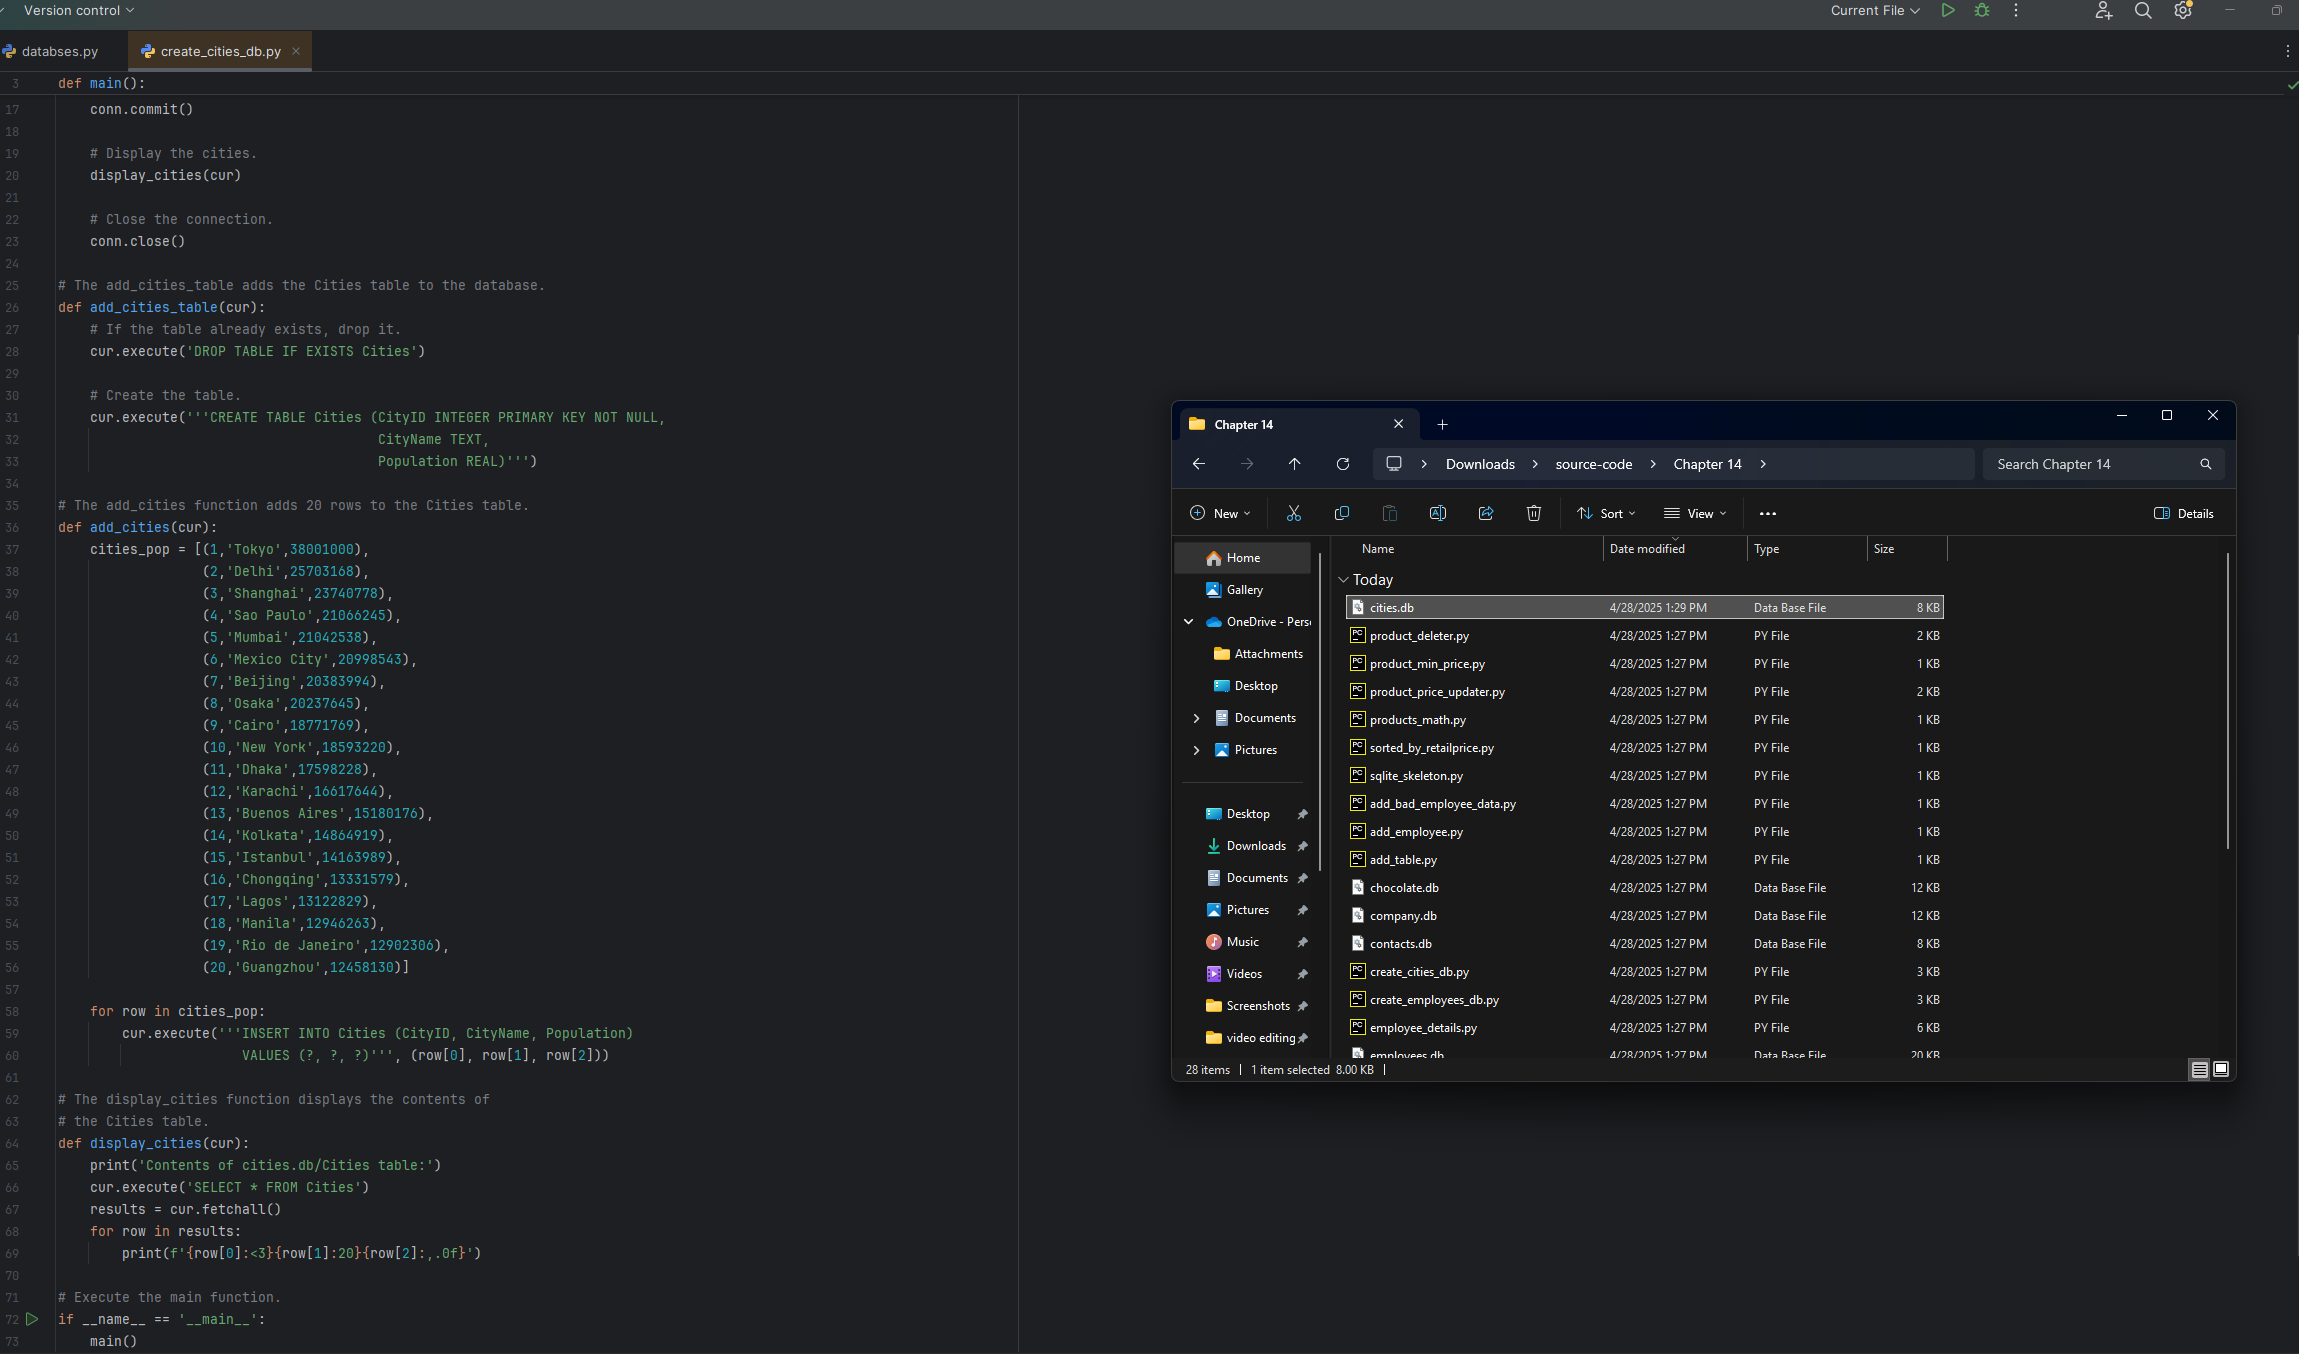 Version control
Current File
databses.py
create_cities_db.py
3 def main():
17 conn.commit()
18
19 # Display the cities.
20 display_cities(cur)
21
22 # Close the connection.
23 conn.close()
24
25 # The add_cities_table adds the Cities table to the database.
26 def add_cities_table(cur):
27 # If the table already exists, drop it.
28 cur.execute('DROP TABLE IF EXISTS Cities')
29
30 # Create the table.
31 cur.execute('''CREATE TABLE Cities (CityID INTEGER PRIMARY KEY NOT NULL,
32 CityName TEXT,
33 Population REAL)''')
34
35 # The add_cities function adds 20 rows to the Cities table.
36 def add_cities(cur):
37 cities_pop = [(1,'Tokyo',38001000),
38 (2,'Delhi',25703168),
39 (3,'Shanghai',23740778),
40 (4,'Sao Paulo',21066245),
41 (5,'Mumbai',21042538),
42 (6,'Mexico City',20998543),
43 (7,'Beijing',20383994),
44 (8,'Osaka',20237645),
45 (9,'Cairo',18771769),
46 (10,'New York',18593220),
47 (11,'Dhaka',17598228),
48 (12,'Karachi',16617644),
49 (13,'Buenos Aires',15180176),
50 (14,'Kolkata',14864919),
51 (15,'Istanbul',14163989),
52 (16,'Chongqing',13331579),
53 (17,'Lagos',13122829),
54 (18,'Manila',12946263),
55 (19,'Rio de Janeiro',12902306),
56 (20,'Guangzhou',12458130)]
57
58 for row in cities_pop:
59 cur.execute('''INSERT INTO Cities (CityID, CityName, Population)
60 VALUES (?, ?, ?)''', (row[0], row[1], row[2]))
61
62 # The display_cities function displays the contents of
63 # the Cities table.
64 def display_cities(cur):
65 print('Contents of cities.db/Cities table:')
66 cur.execute('SELECT * FROM Cities')
67 results = cur.fetchall()
68 for row in results:
69 print(f'{row[0]:<3}{row[1]:20}{row[2]:,.0f}')
70
71 # Execute the main function.
72 if __name__ == '__main__':
73 main()
Chapter 14
Downloads > source-code > Chapter 14 >
Search Chapter 14
New
Sort
View
Details
Home
Gallery
OneDrive - Pers
Attachments
Desktop
Documents
Pictures
Desktop
Downloads
Documents
Pictures
Music
Videos
Screenshots
video editing
Name Date modified Type Size
Today
cities.db 4/28/2025 1:29 PM Data Base File 8 KB
product_deleter.py 4/28/2025 1:27 PM PY File 2 KB
product_min_price.py 4/28/2025 1:27 PM PY File 1 KB
product_price_updater.py 4/28/2025 1:27 PM PY File 2 KB
products_math.py 4/28/2025 1:27 PM PY File 1 KB
sorted_by_retailprice.py 4/28/2025 1:27 PM PY File 1 KB
sqlite_skeleton.py 4/28/2025 1:27 PM PY File 1 KB
add_bad_employee_data.py 4/28/2025 1:27 PM PY File 1 KB
add_employee.py 4/28/2025 1:27 PM PY File 1 KB
add_table.py 4/28/2025 1:27 PM PY File 1 KB
chocolate.db 4/28/2025 1:27 PM Data Base File 12 KB
company.db 4/28/2025 1:27 PM Data Base File 12 KB
contacts.db 4/28/2025 1:27 PM Data Base File 8 KB
create_cities_db.py 4/28/2025 1:27 PM PY File 3 KB
create_employees_db.py 4/28/2025 1:27 PM PY File 3 KB
employee_details.py 4/28/2025 1:27 PM PY File 6 KB
employees.db 4/28/2025 1:27 PM Data Base File 20 KB
28 items | 1 item selected 8.00 KB |